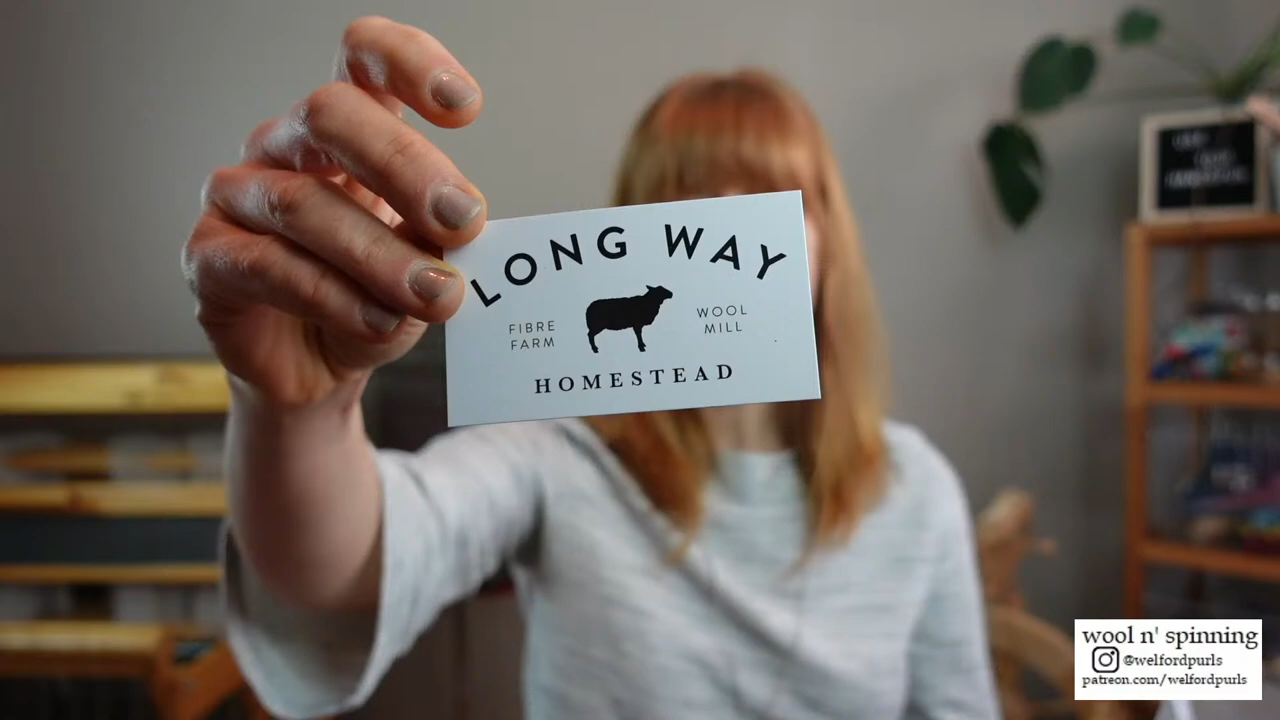 LONG WAY
FIBRE FARM
WOOL MILL
HOMESTEAD
wool n' spinning
@welfordpurls
patreon.com/welfordpurls